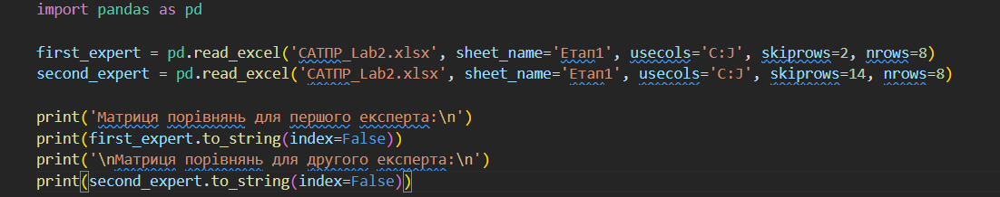 import pandas as pd
first_expert = pd.read_excel('САТПР_Lab2.xlsx', sheet_name='Етап1', usecols='C:J', skiprows=2, nrows=8)
second_expert = pd.read_excel('САТПР_Lab2.xlsx', sheet_name='Етап1', usecols='C:J', skiprows=14, nrows=8)
print('Матриця порівнянь для першого експерта:\n')
print(first_expert.to_string(index=False))
print('\nМатриця порівнянь для другого експерта:\n')
print(second_expert.to_string(index=False))